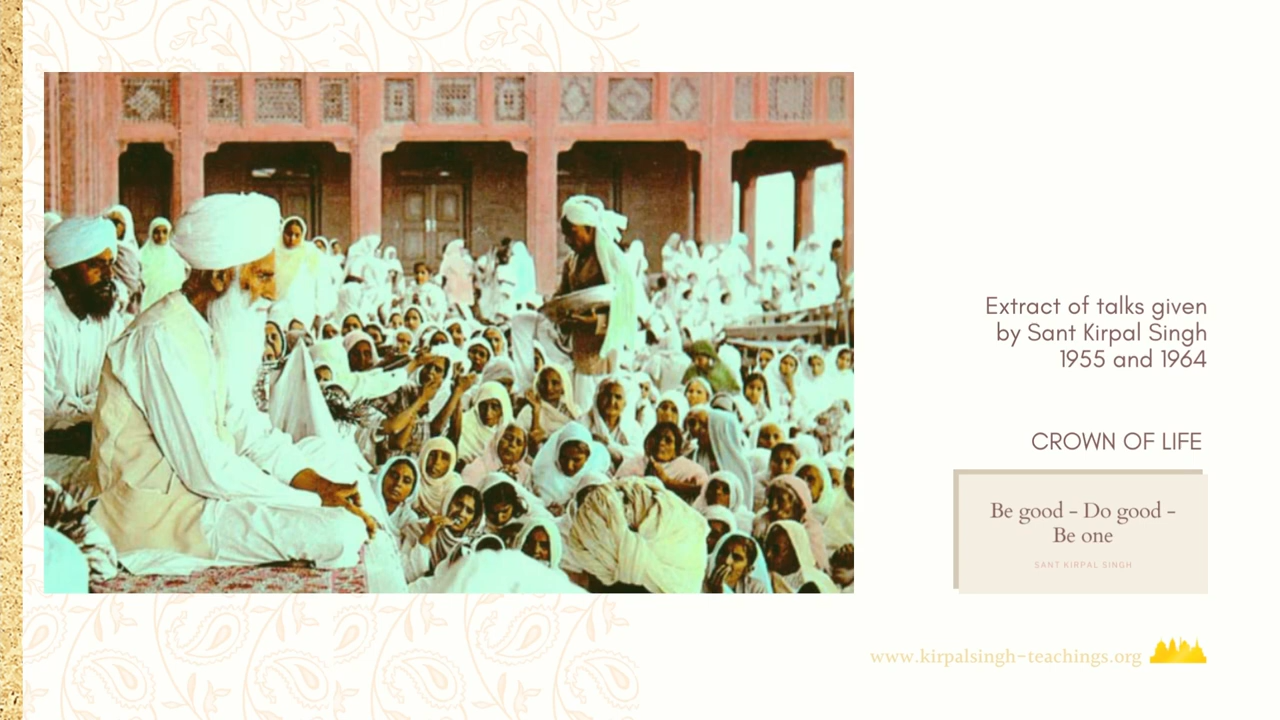 Extract of talks given
by Sant Kirpal Singh
1955 and 1964
CROWN OF LIFE
Be good - Do good -
Be one
SANT KIRPAL SINGH
www.kirpalsingh-teachings.org